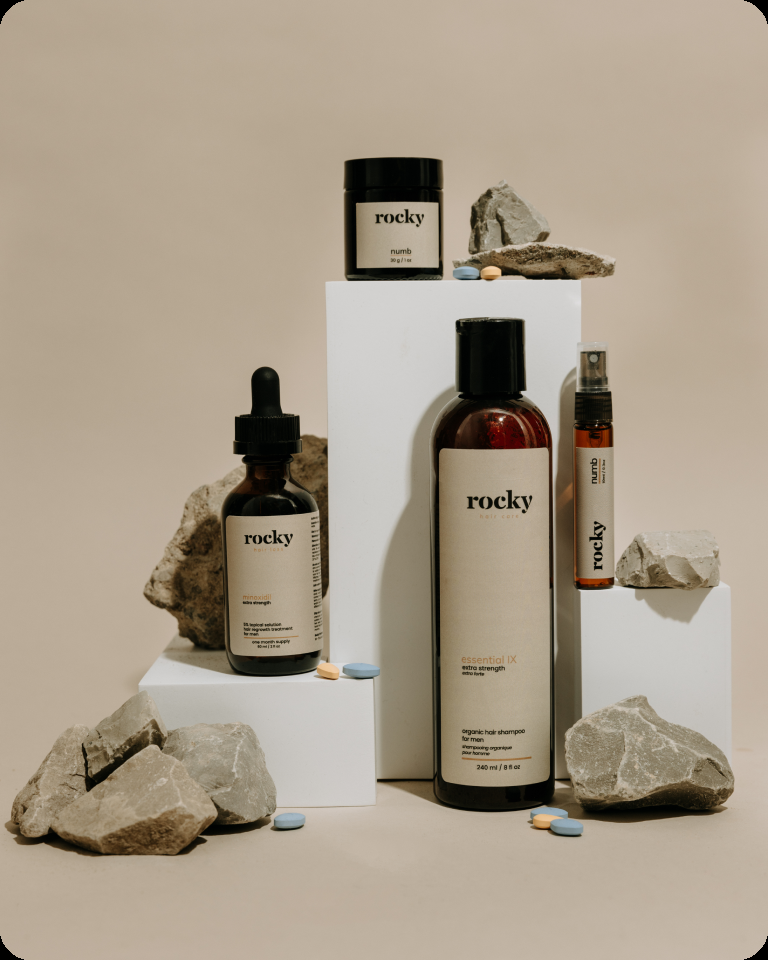 rocky
numb
30 g / 1 oz
rocky
hair care
essential IX
extra strength
extra forte
organic hair shampoo
for men
shampooing organique
pour homme
240 ml / 8 fl oz
rocky
hair care
minoxidil
extra strength
5% topical solution
hair regrowth treatment
for men
one month supply
60 ml / 2 fl oz
rocky
numb